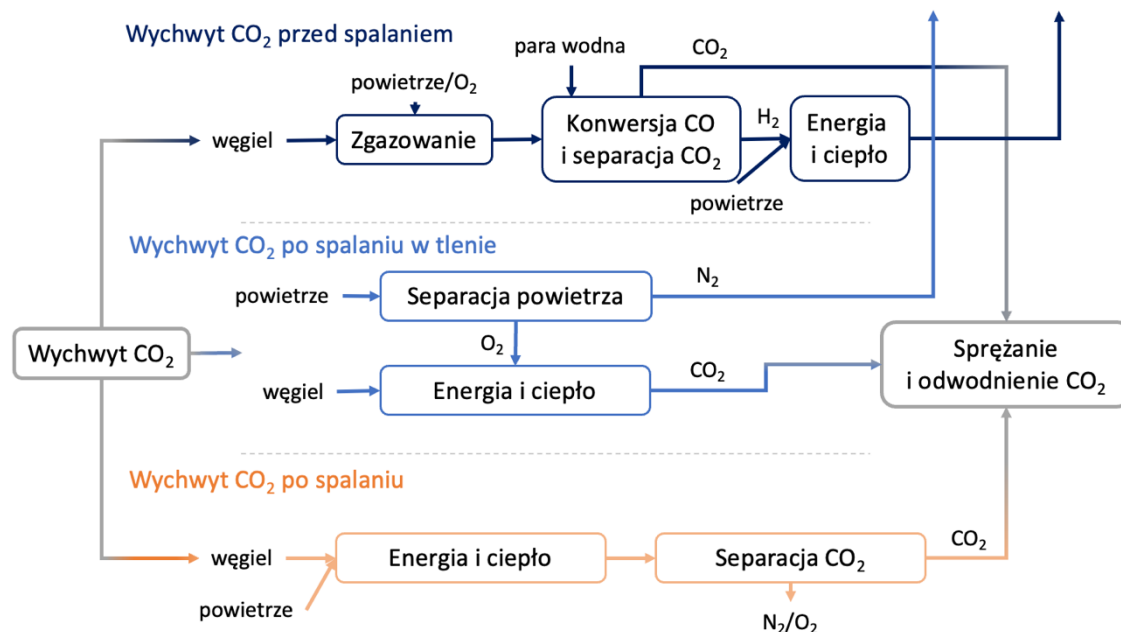 Wychwyt CO₂ przed spalaniem
para wodna
CO₂
powietrze/O₂
węgiel
Zgazowanie
Konwersja CO
i separacja CO₂
H₂
Energia
i ciepło
powietrze
Wychwyt CO₂ po spalaniu w tlenie
powietrze
Separacja powietrza
N₂
O₂
Wychwyt CO₂
węgiel
Energia i ciepło
CO₂
Sprężanie
i odwodnienie CO₂
Wychwyt CO₂ po spalaniu
węgiel
powietrze
Energia i ciepło
Separacja CO₂
CO₂
N₂/O₂